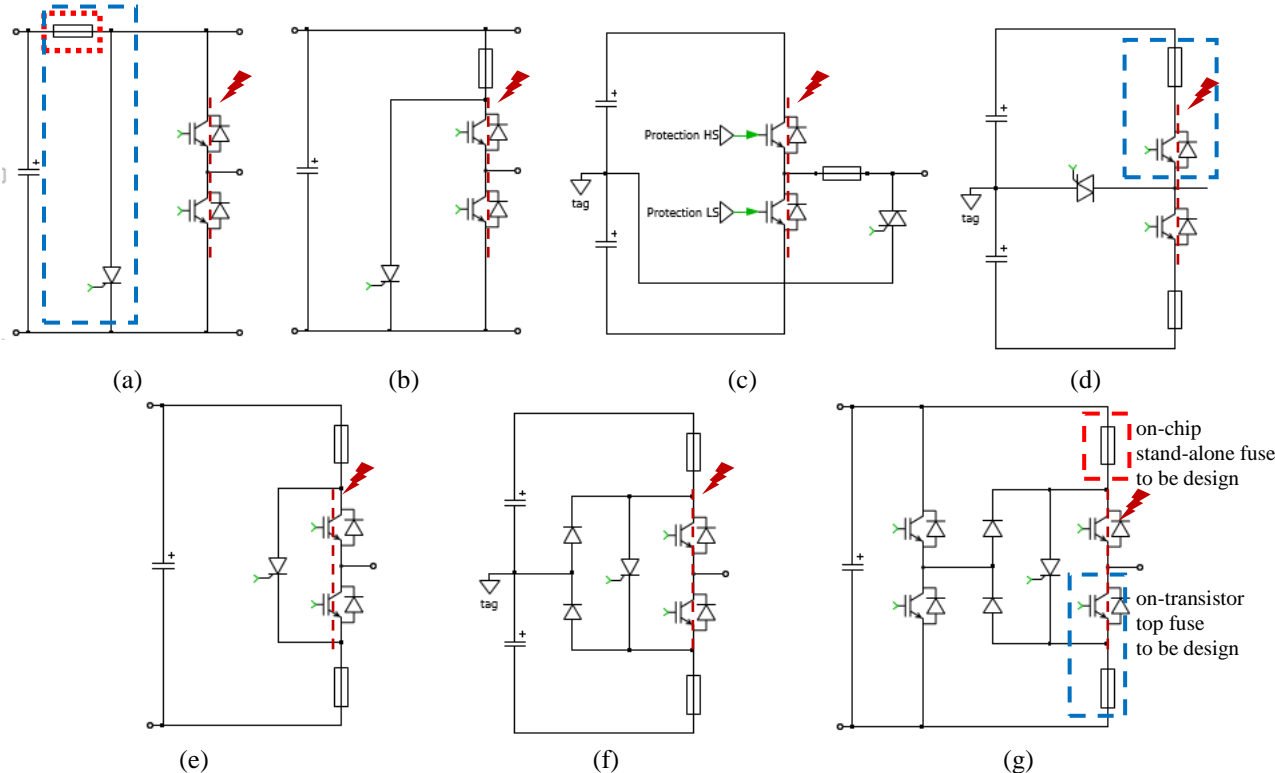 Protection HS
Protection LS
tag
tag
(a)
(b)
(c)
(d)
on-chip
stand-alone fuse
to be design
on-transistor
top fuse
to be design
tag
(e)
(f)
(g)